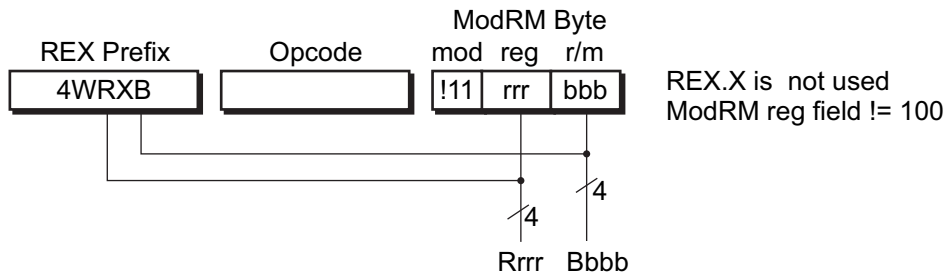 ModRM Byte
REX Prefix Opcode mod reg r/m
4WRXB !11 rrr bbb
REX.X is not used
ModRM reg field != 100
4
4
Rrrr Bbbb